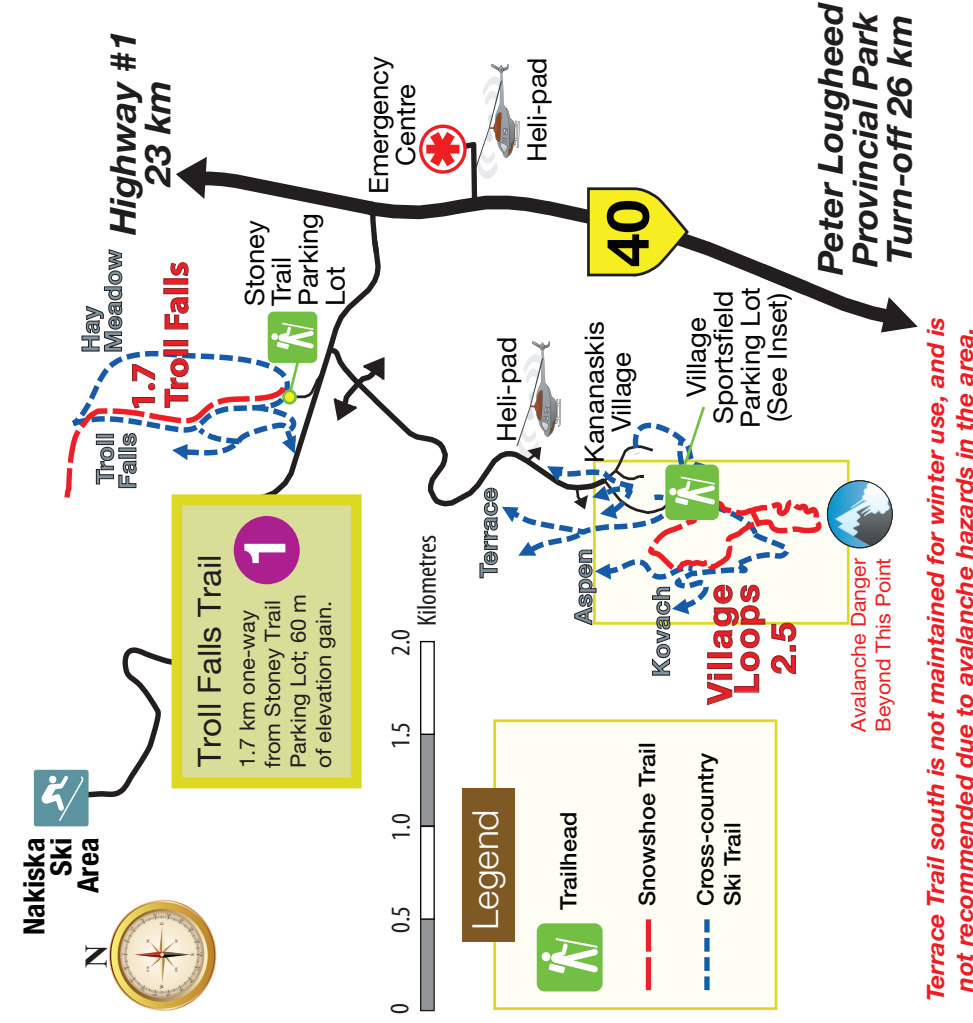 Nakiska
Ski
Area
N
Troll Falls Trail
1
1.7 km one-way
from Stoney Trail
Parking Lot; 60 m
of elevation gain.
Troll
Falls
1.7
Troll Falls
Hay
Meadow
Highway #1
23 km
Stoney
Trail
Parking
Lot
Emergency
Centre
Heli-pad
40
Peter Lougheed
Provincial Park
Turn-off 26 km
Heli-pad
Kananaskis
Village
Village
Sportsfield
Parking Lot
(See Inset)
Terrace
Aspen
Kovach
Village
Loops
2.5
Avalanche Danger
Beyond This Point
0 0.5 1.0 1.5 2.0
Kilometres
Legend
Trailhead
Snowshoe Trail
Cross-country
Ski Trail
Terrace Trail south is not maintained for winter use, and is
not recommended due to avalanche hazards in the area.